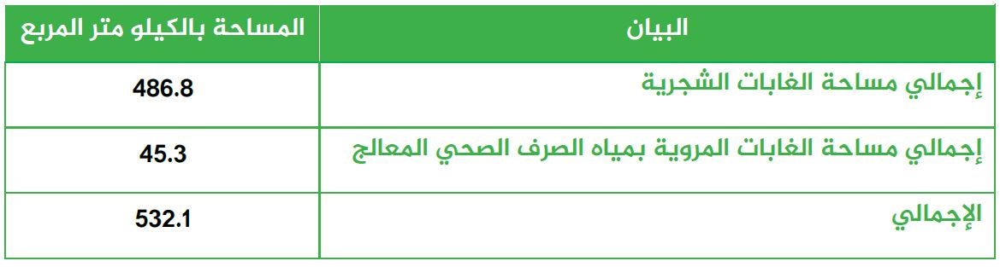 البيان
المساحة بالكيلو متر المربع
إجمالي مساحة الغابات الشجرية
486.8
إجمالي مساحة الغابات المروية بمياه الصرف الصحي المعالج
45.3
الإجمالي
532.1